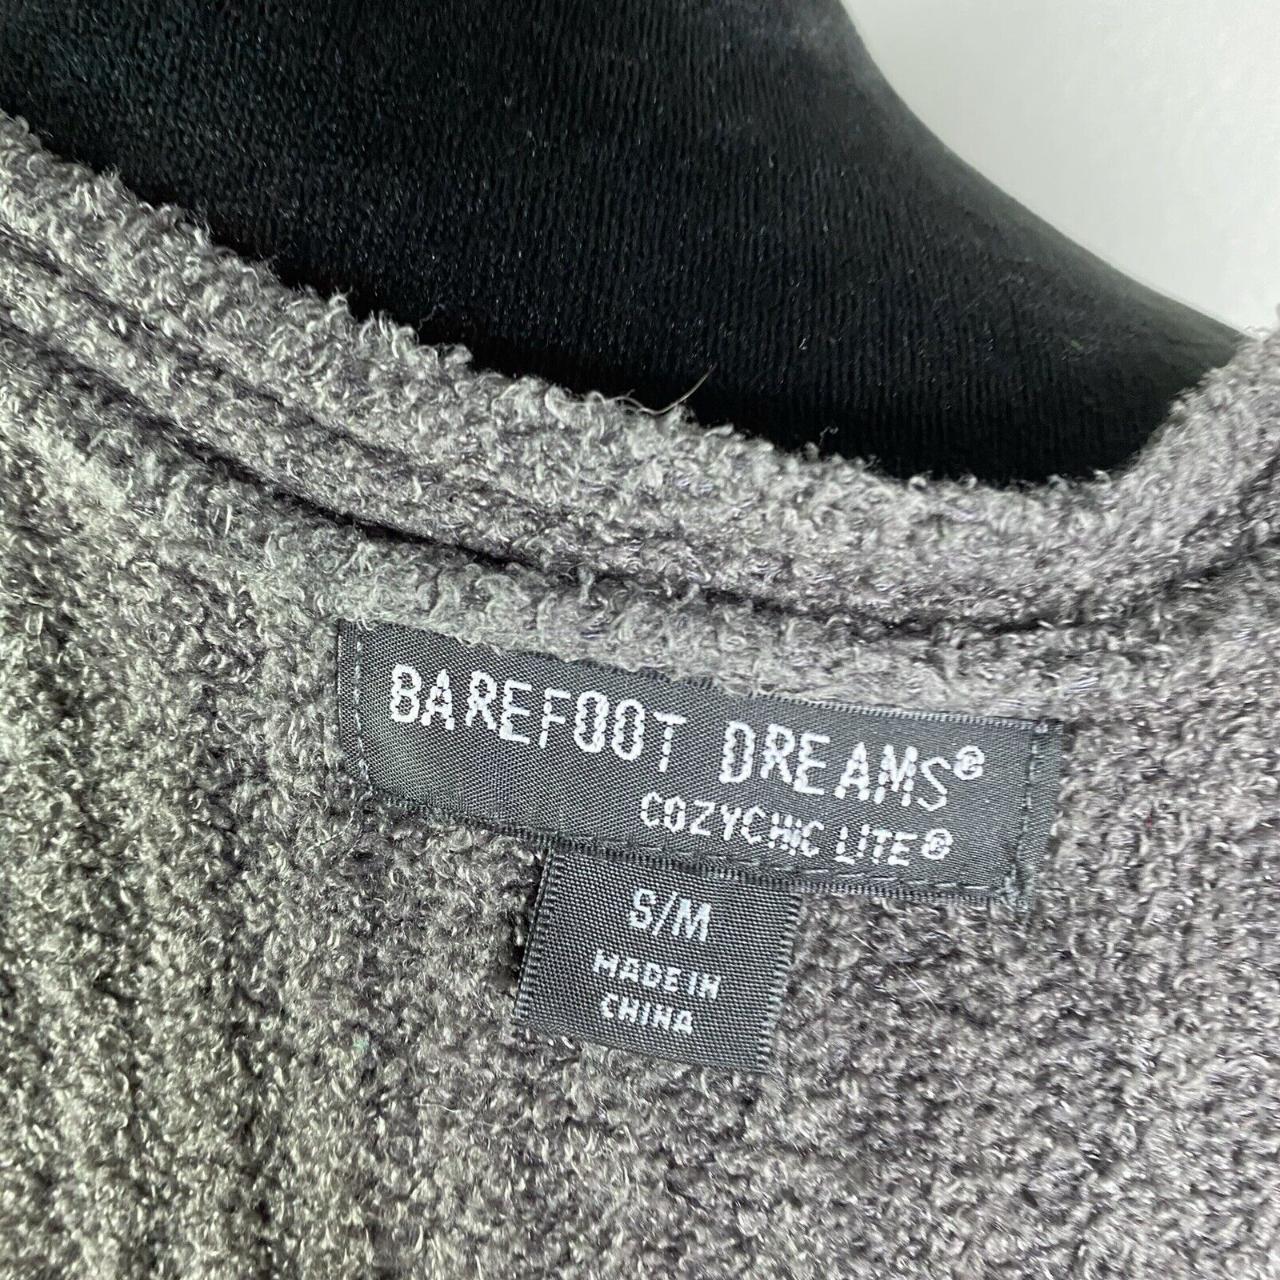 BAREFOOT DREAMS®
COZYCHIC LITE®
S/M
MADE IN
CHINA